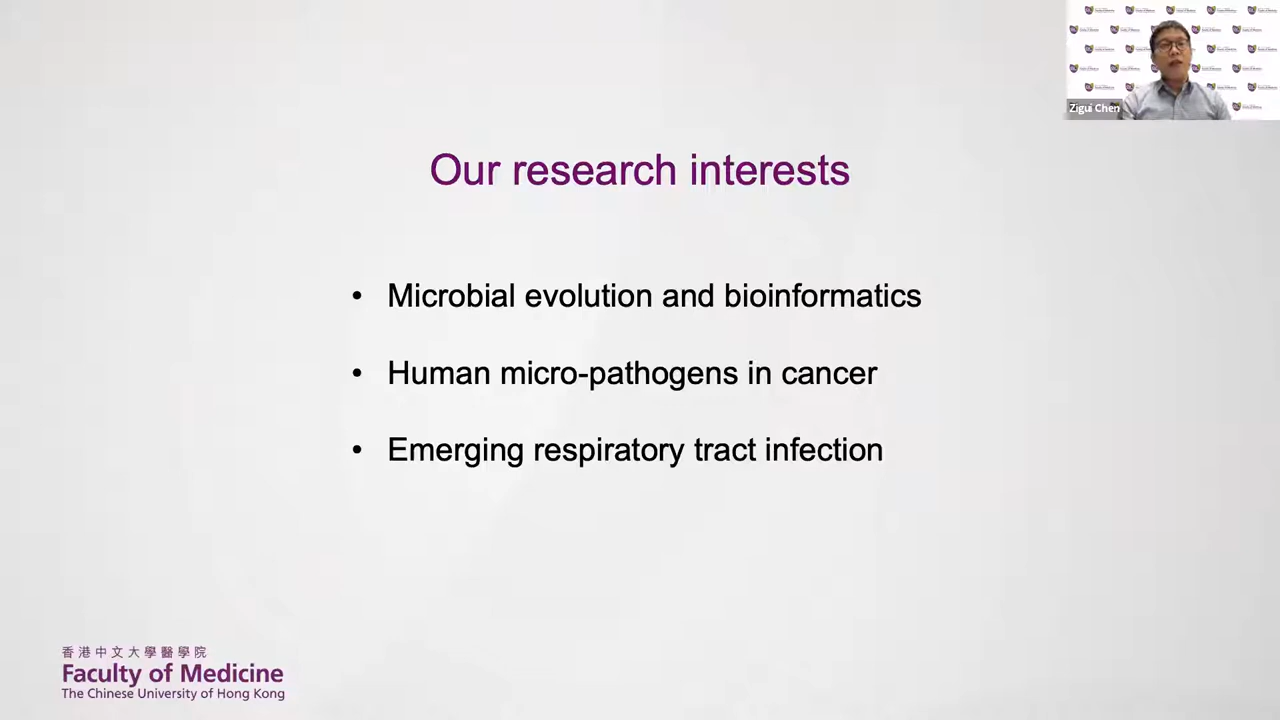 Zigui Chen
Our research interests
• Microbial evolution and bioinformatics
• Human micro-pathogens in cancer
• Emerging respiratory tract infection
香港中文大學醫學院
Faculty of Medicine
The Chinese University of Hong Kong